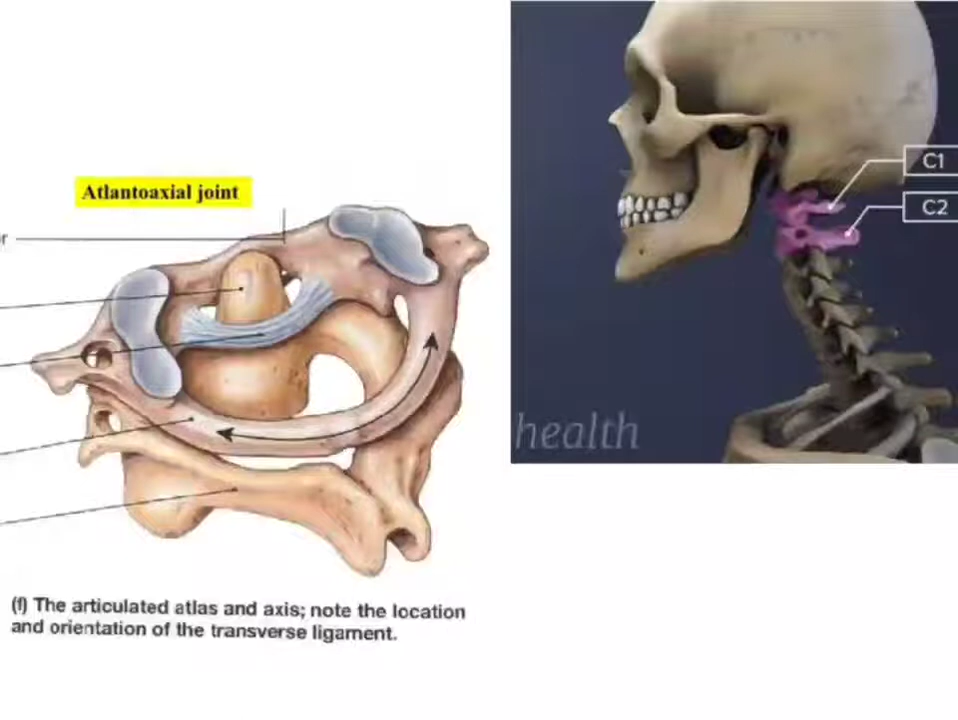 Atlantoaxial joint
r
C1
C2
health
(f) The articulated atlas and axis; note the location
and orientation of the transverse ligament.